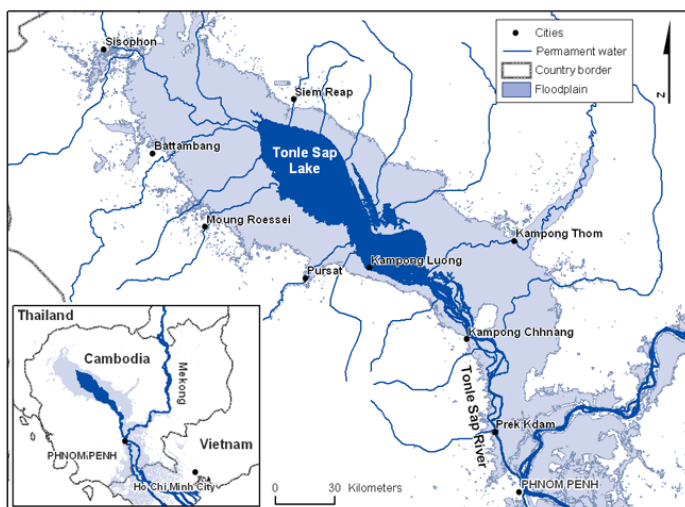 Sisophon
Cities
Permament water
Country border
Floodplain
N
Siem Reap
Battambang
Tonle Sap
Lake
Moung Roessei
Kampong Thom
Pursat
Kampong Luong
Kampong Chhnang
Tonle Sap River
Prek Kdam
PHNOM PENH
Thailand
Cambodia
Mekong
Vietnam
PHNOM PENH
Ho Chi Minh City
0 30 Kilometers